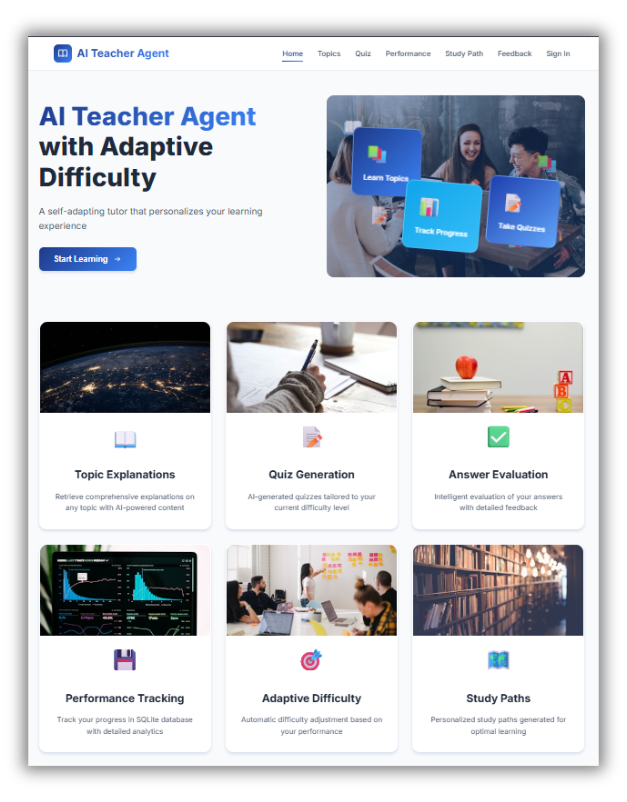 AI Teacher Agent
Home Topics Quiz Performance Study Path Feedback Sign In
AI Teacher Agent
with Adaptive
Difficulty
A self-adapting tutor that personalizes your learning
experience
Start Learning →
Learn Topics
Track Progress
Take Quizzes
A
B
C
Topic Explanations
Retrieve comprehensive explanations on
any topic with AI-powered content
Quiz Generation
AI-generated quizzes tailored to your
current difficulty level
Answer Evaluation
Intelligent evaluation of your answers
with detailed feedback
Performance Tracking
Track your progress in SQLite database
with detailed analytics
Adaptive Difficulty
Automatic difficulty adjustment based on
your performance
Study Paths
Personalized study paths generated for
optimal learning